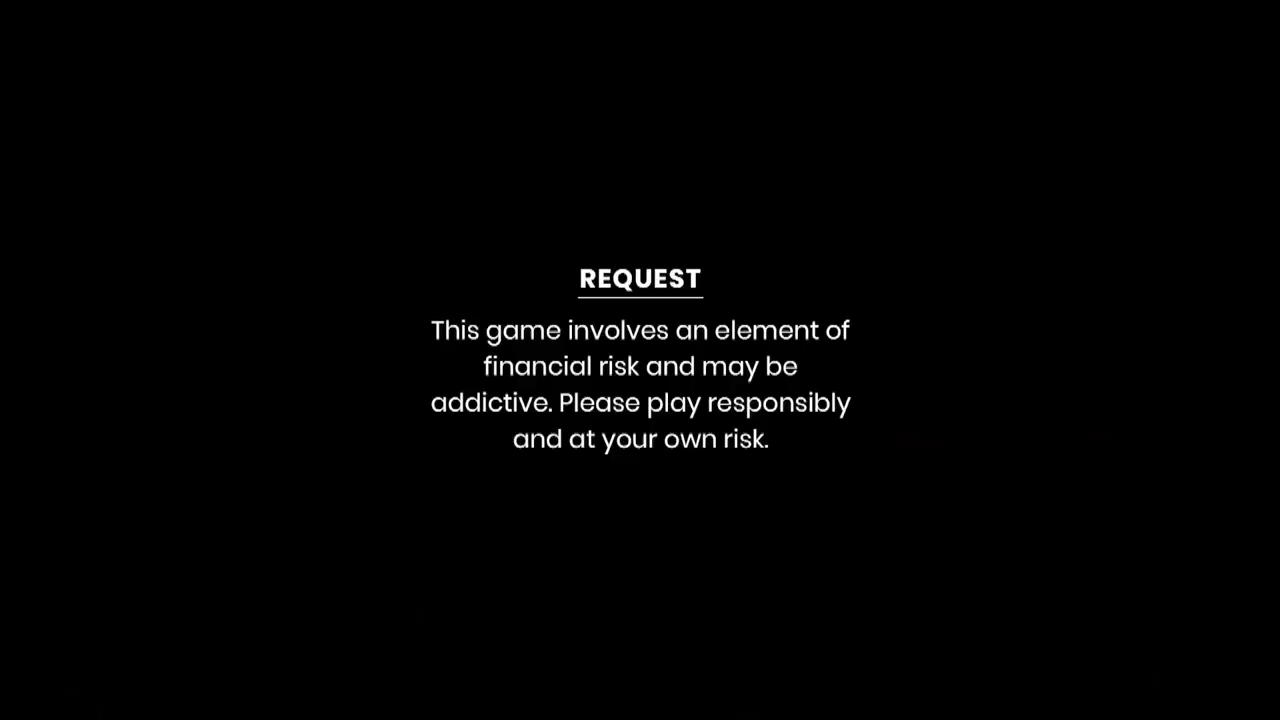 REQUEST
This game involves an element of
financial risk and may be
addictive. Please play responsibly
and at your own risk.